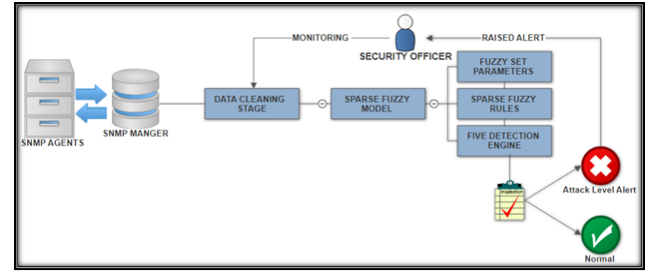 MONITORING
RAISED ALERT
SECURITY OFFICER
FUZZY SET
PARAMETERS
DATA CLEANING
STAGE
SPARSE FUZZY
MODEL
SPARSE FUZZY
RULES
SNMP MANGER
SNMP AGENTS
FIVE DETECTION
ENGINE
Inspection
Attack Level Alert
Normal